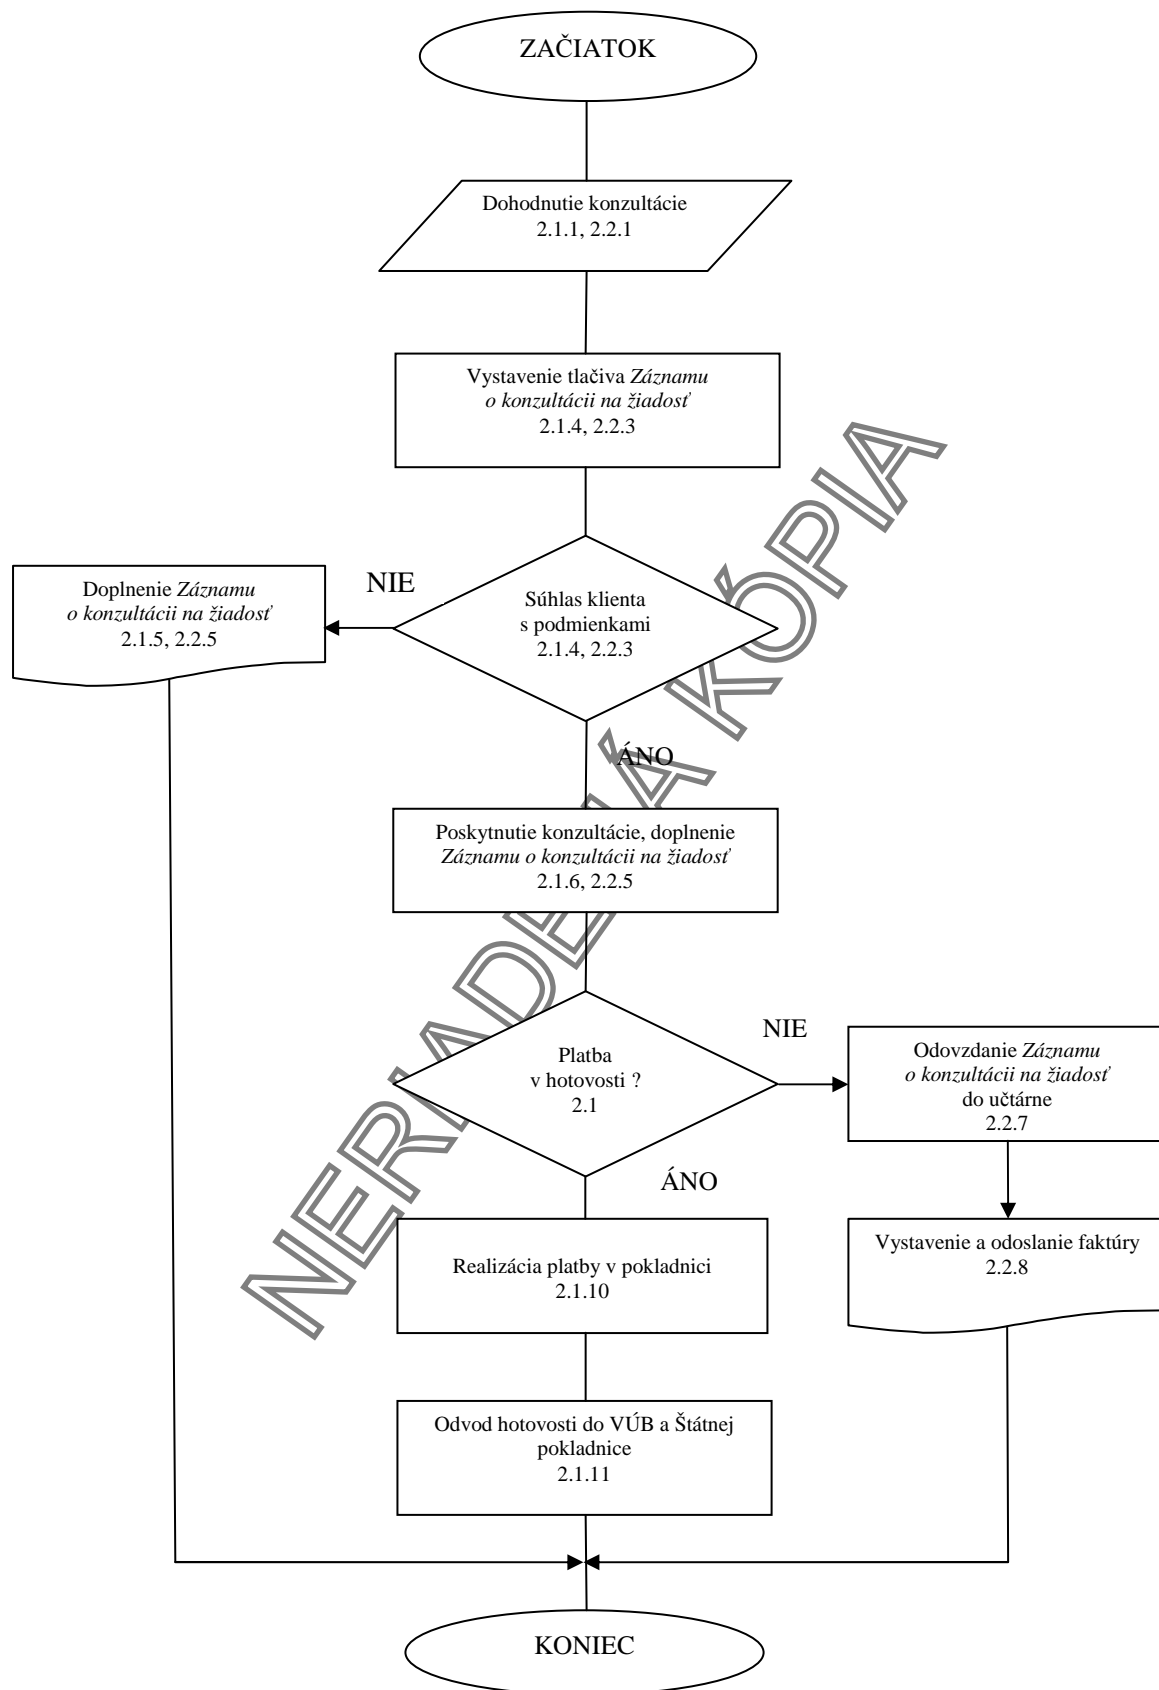 ZAČIATOK
Dohodnutie konzultácie
2.1.1, 2.2.1
Vystavenie tlačiva Záznamu
o konzultácii na žiadosť
2.1.4, 2.2.3
NIE
Súhlas klienta
s podmienkami
2.1.4, 2.2.3
Doplnenie Záznamu
o konzultácii na žiadosť
2.1.5, 2.2.5
ÁNO
Poskytnutie konzultácie, doplnenie
Záznamu o konzultácii na žiadosť
2.1.6, 2.2.5
Platba
v hotovosti ?
2.1
NIE
Odovzdanie Záznamu
o konzultácii na žiadosť
do učtárne
2.2.7
ÁNO
Realizácia platby v pokladnici
2.1.10
Vystavenie a odoslanie faktúry
2.2.8
Odvod hotovosti do VÚB a Štátnej
pokladnice
2.1.11
KONIEC
NERIADENÁ KÓPIA